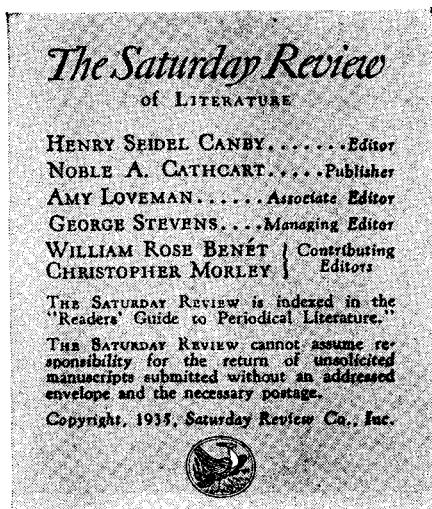 The Saturday Review
of LITERATURE
HENRY SEIDEL CANBY.......Editor
NOBLE A. CATHCART.....Publisher
AMY LOVEMAN......Associate Editor
GEORGE STEVENS....Managing Editor
WILLIAM ROSE BENÉT } Contributing
CHRISTOPHER MORLEY } Editors
THE SATURDAY REVIEW is indexed in the
"Readers' Guide to Periodical Literature."
THE SATURDAY REVIEW cannot assume re-
sponsibility for the return of unsolicited
manuscripts submitted without an addressed
envelope and the necessary postage.
Copyright, 1935, Saturday Review Co., Inc.